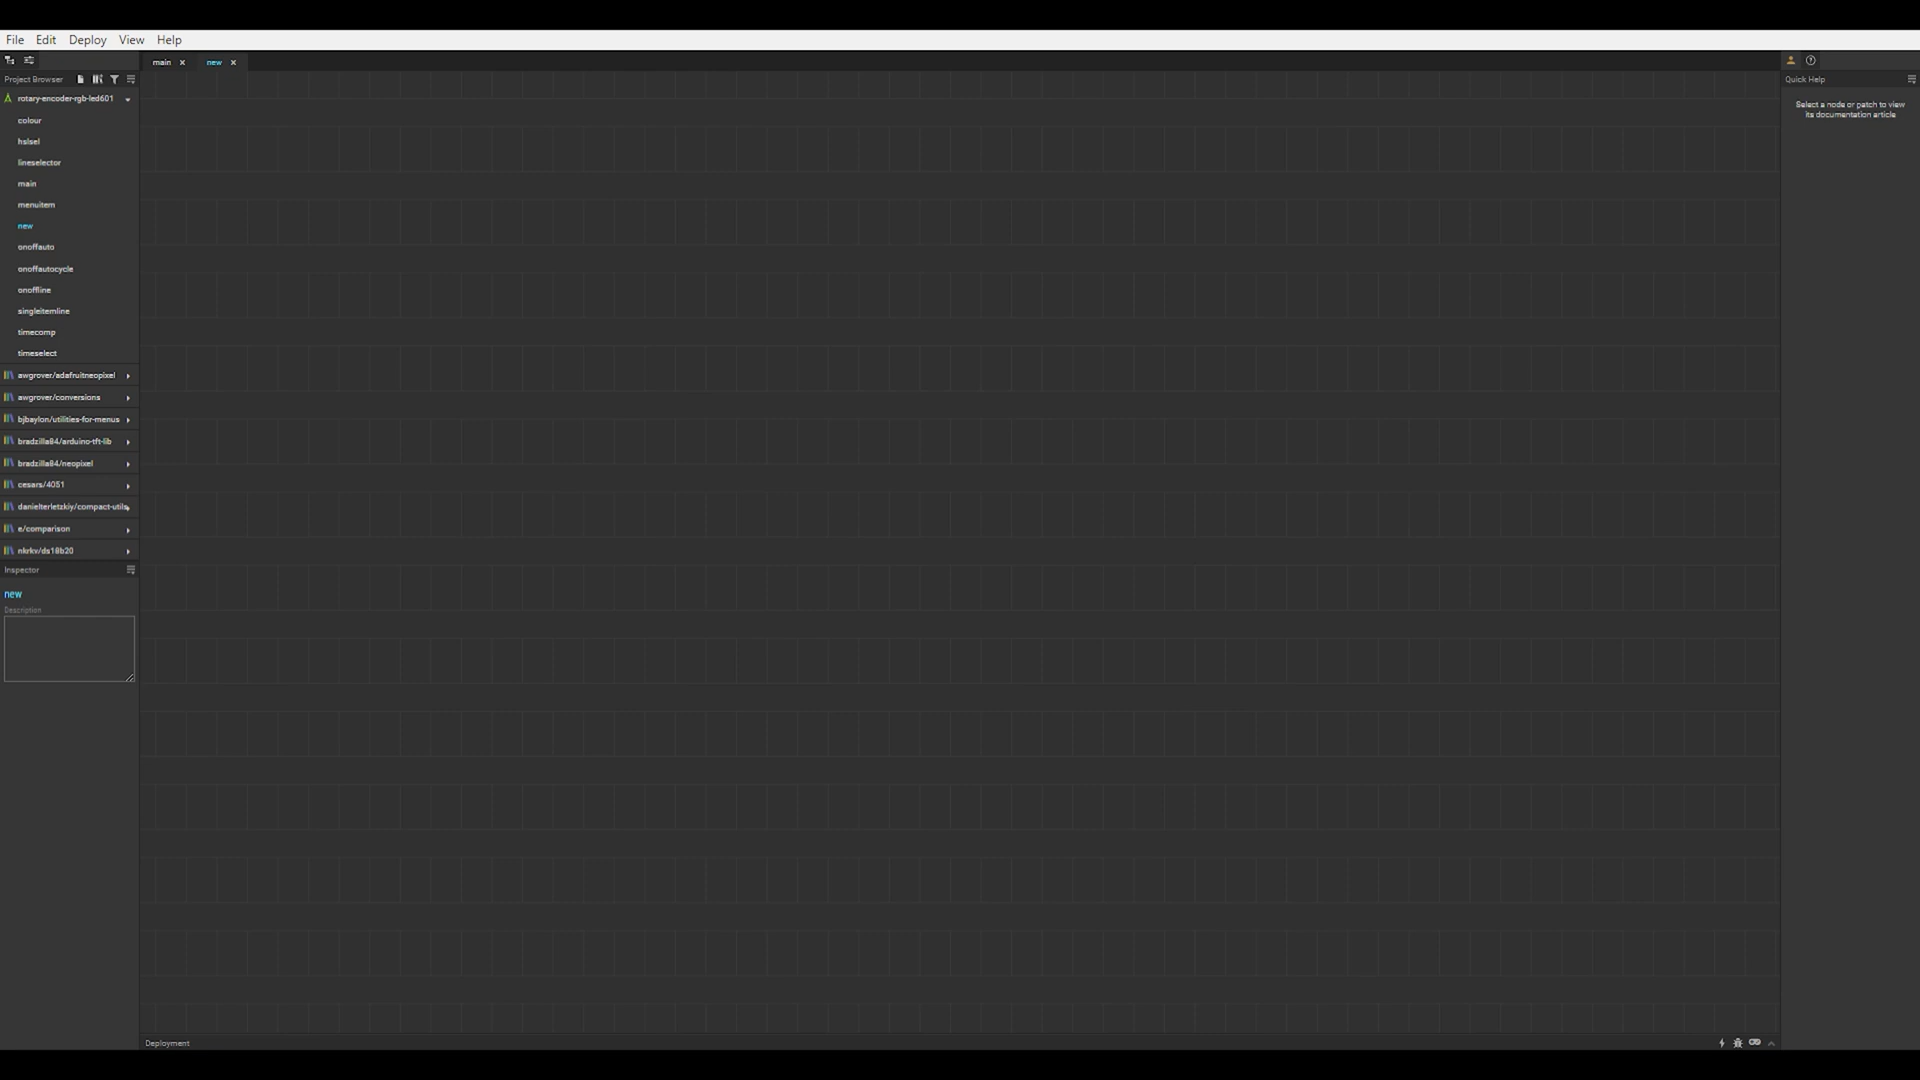 File Edit Deploy View Help
main new
Project Browser
Quick Help
rotary-encoder-rgb-led601
Select a node or patch to view
its documentation article
colour
hslsel
lineselector
main
menuitem
new
onoffauto
onoffautocycle
onoffline
singleitemline
timecomp
timeselect
awgrover/adafruitneopixel
awgrover/conversions
bjbaylon/utilities-for-menus
bradzilla84/arduino-tft-lib
bradzilla84/neopixel
cesars/4051
danielterletzkiy/compact-utils
e/comparison
nkrkv/ds18b20
Inspector
new
Description
Deployment